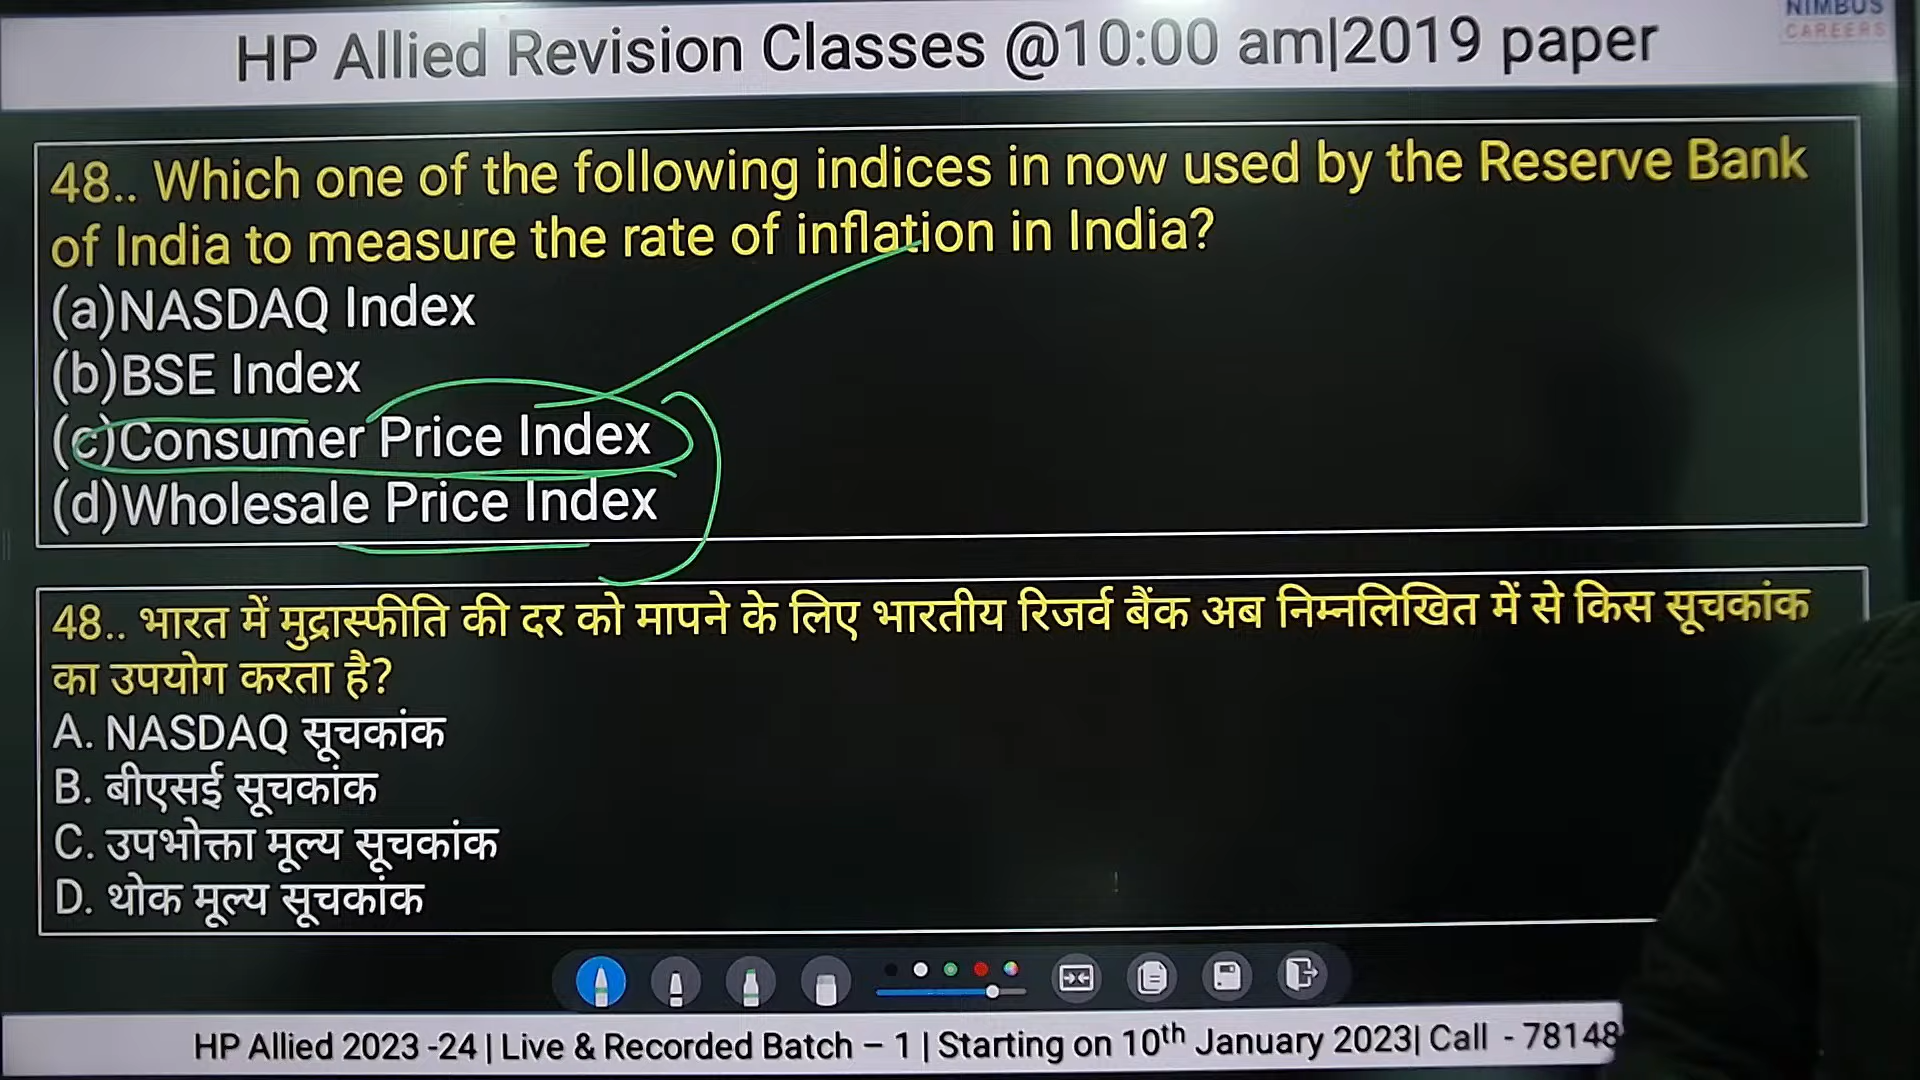 NIMBUS
CAREERS
HP Allied Revision Classes @10:00 am|2019 paper
48.. Which one of the following indices in now used by the Reserve Bank
of India to measure the rate of inflation in India?
(a)NASDAQ Index
(b)BSE Index
(c)Consumer Price Index
(d)Wholesale Price Index
48.. भारत में मुद्रास्फीति की दर को मापने के लिए भारतीय रिजर्व बैंक अब निम्नलिखित में से किस सूचकांक
का उपयोग करता है?
A. NASDAQ सूचकांक
B. बीएसई सूचकांक
C. उपभोक्ता मूल्य सूचकांक
D. थोक मूल्य सूचकांक
HP Allied 2023 -24 | Live & Recorded Batch – 1 | Starting on 10th January 2023| Call - 78148